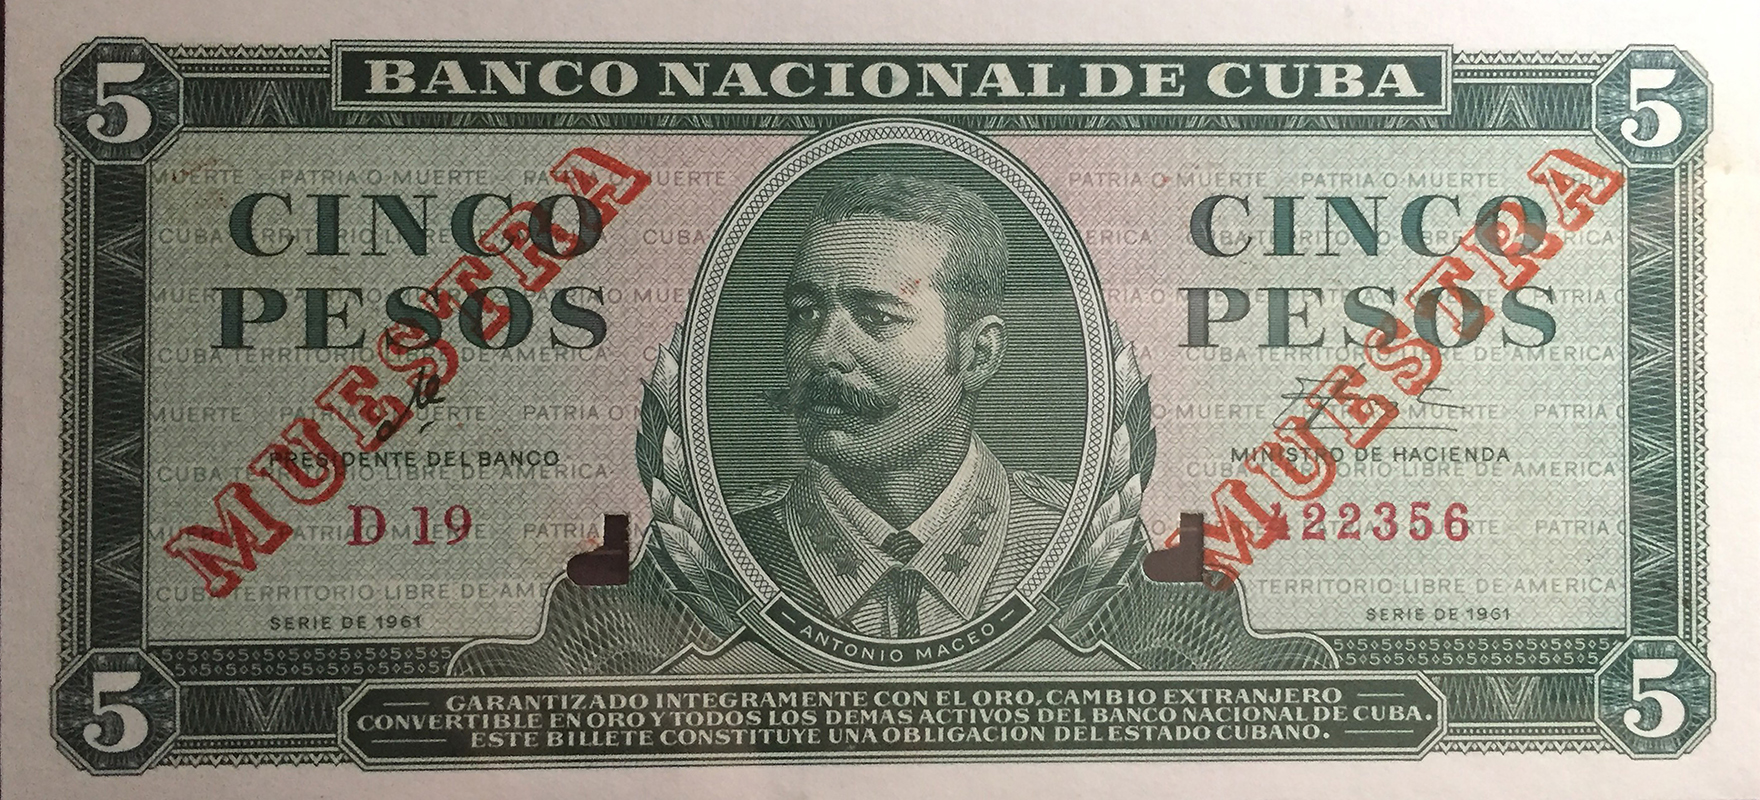 5 BANCO NACIONAL DE CUBA 5
PATRIA O MUERTE
CUBA TERRITORIO LIBRE DE AMERICA
CINCO
PESOS
MUESTRA
PRESIDENTE DEL BANCO
D 19
SERIE DE 1961
ANTONIO MACEO
CINCO
PESOS
MUESTRA
MINISTRO DE HACIENDA
122356
SERIE DE 1961
5 5
GARANTIZADO INTEGRAMENTE CON EL ORO, CAMBIO EXTRANJERO
CONVERTIBLE EN ORO Y TODOS LOS DEMAS ACTIVOS DEL BANCO NACIONAL DE CUBA.
ESTE BILLETE CONSTITUYE UNA OBLIGACION DEL ESTADO CUBANO.